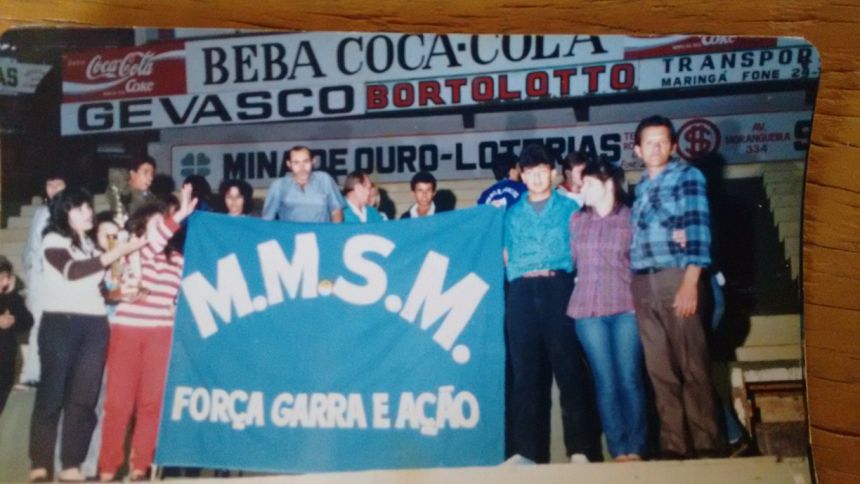 Coca-Cola
Coke
BEBA COCA-COLA
COKE
GEVASCO
BORTOLOTTO
TRANSPOR
MARINGÁ FONE 24-
MINA DE OURO-LOTERIAS
AV.
MORANGUEIRA
334
M.M.S.M.
FORÇA GARRA E AÇÃO